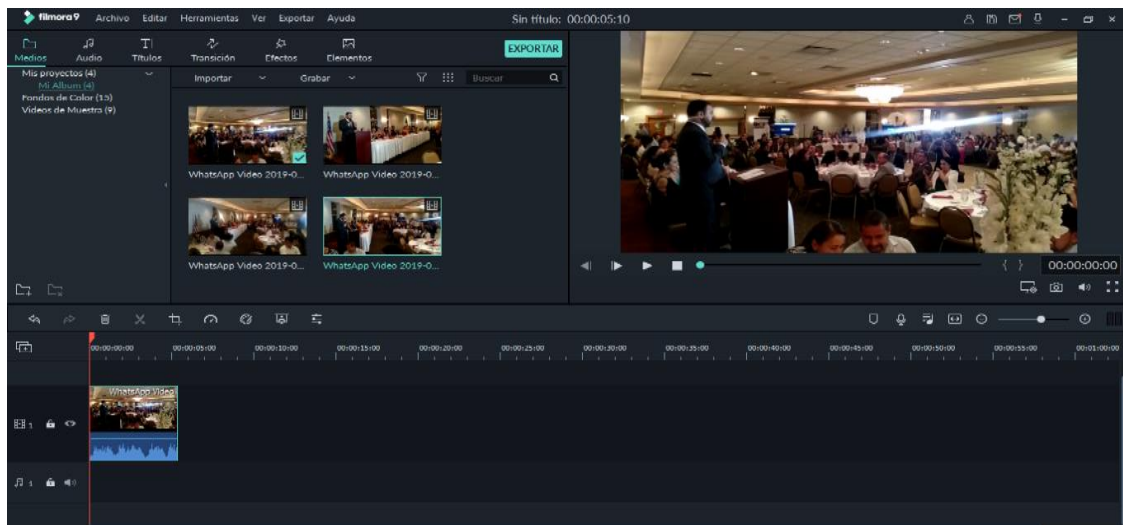 filmora9 Archivo Editar Herramientas Ver Exportar Ayuda Sin título: 00:00:05:10
Medios Audio Títulos Transición Efectos Elementos EXPORTAR
Mis proyectos (4)
Mi Album (4)
Fondos de Color (15)
Videos de Muestra (9)
Importar Grabar Buscar
WhatsApp Video 2019-0... WhatsApp Video 2019-0...
WhatsApp Video 2019-0... WhatsApp Video 2019-0...
00:00:00:00
00:00:00:00 00:00:05:00 00:00:10:00 00:00:15:00 00:00:20:00 00:00:25:00 00:00:30:00 00:00:35:00 00:00:40:00 00:00:45:00 00:00:50:00 00:00:55:00 00:01:00:00
WhatsApp Video
1
1